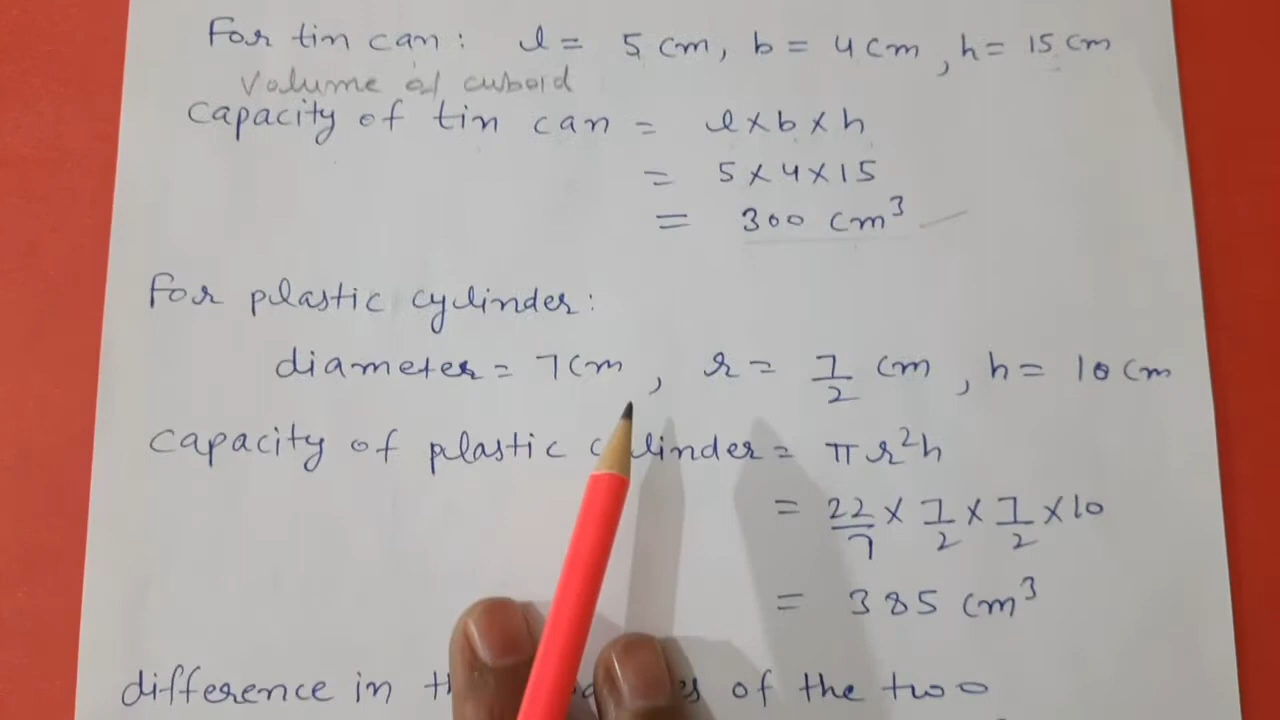 For tin can: l = 5 cm, b = 4 cm, h = 15 cm
Volume of cuboid
Capacity of tin can = l × b × h
= 5 × 4 × 15
= 300 cm³
For plastic cylinder:
diameter = 7 cm, r = 7/2 cm, h = 10 cm
Capacity of plastic cylinder = πr²h
= 22/7 × 7/2 × 7/2 × 10
= 385 cm³
difference in of the two